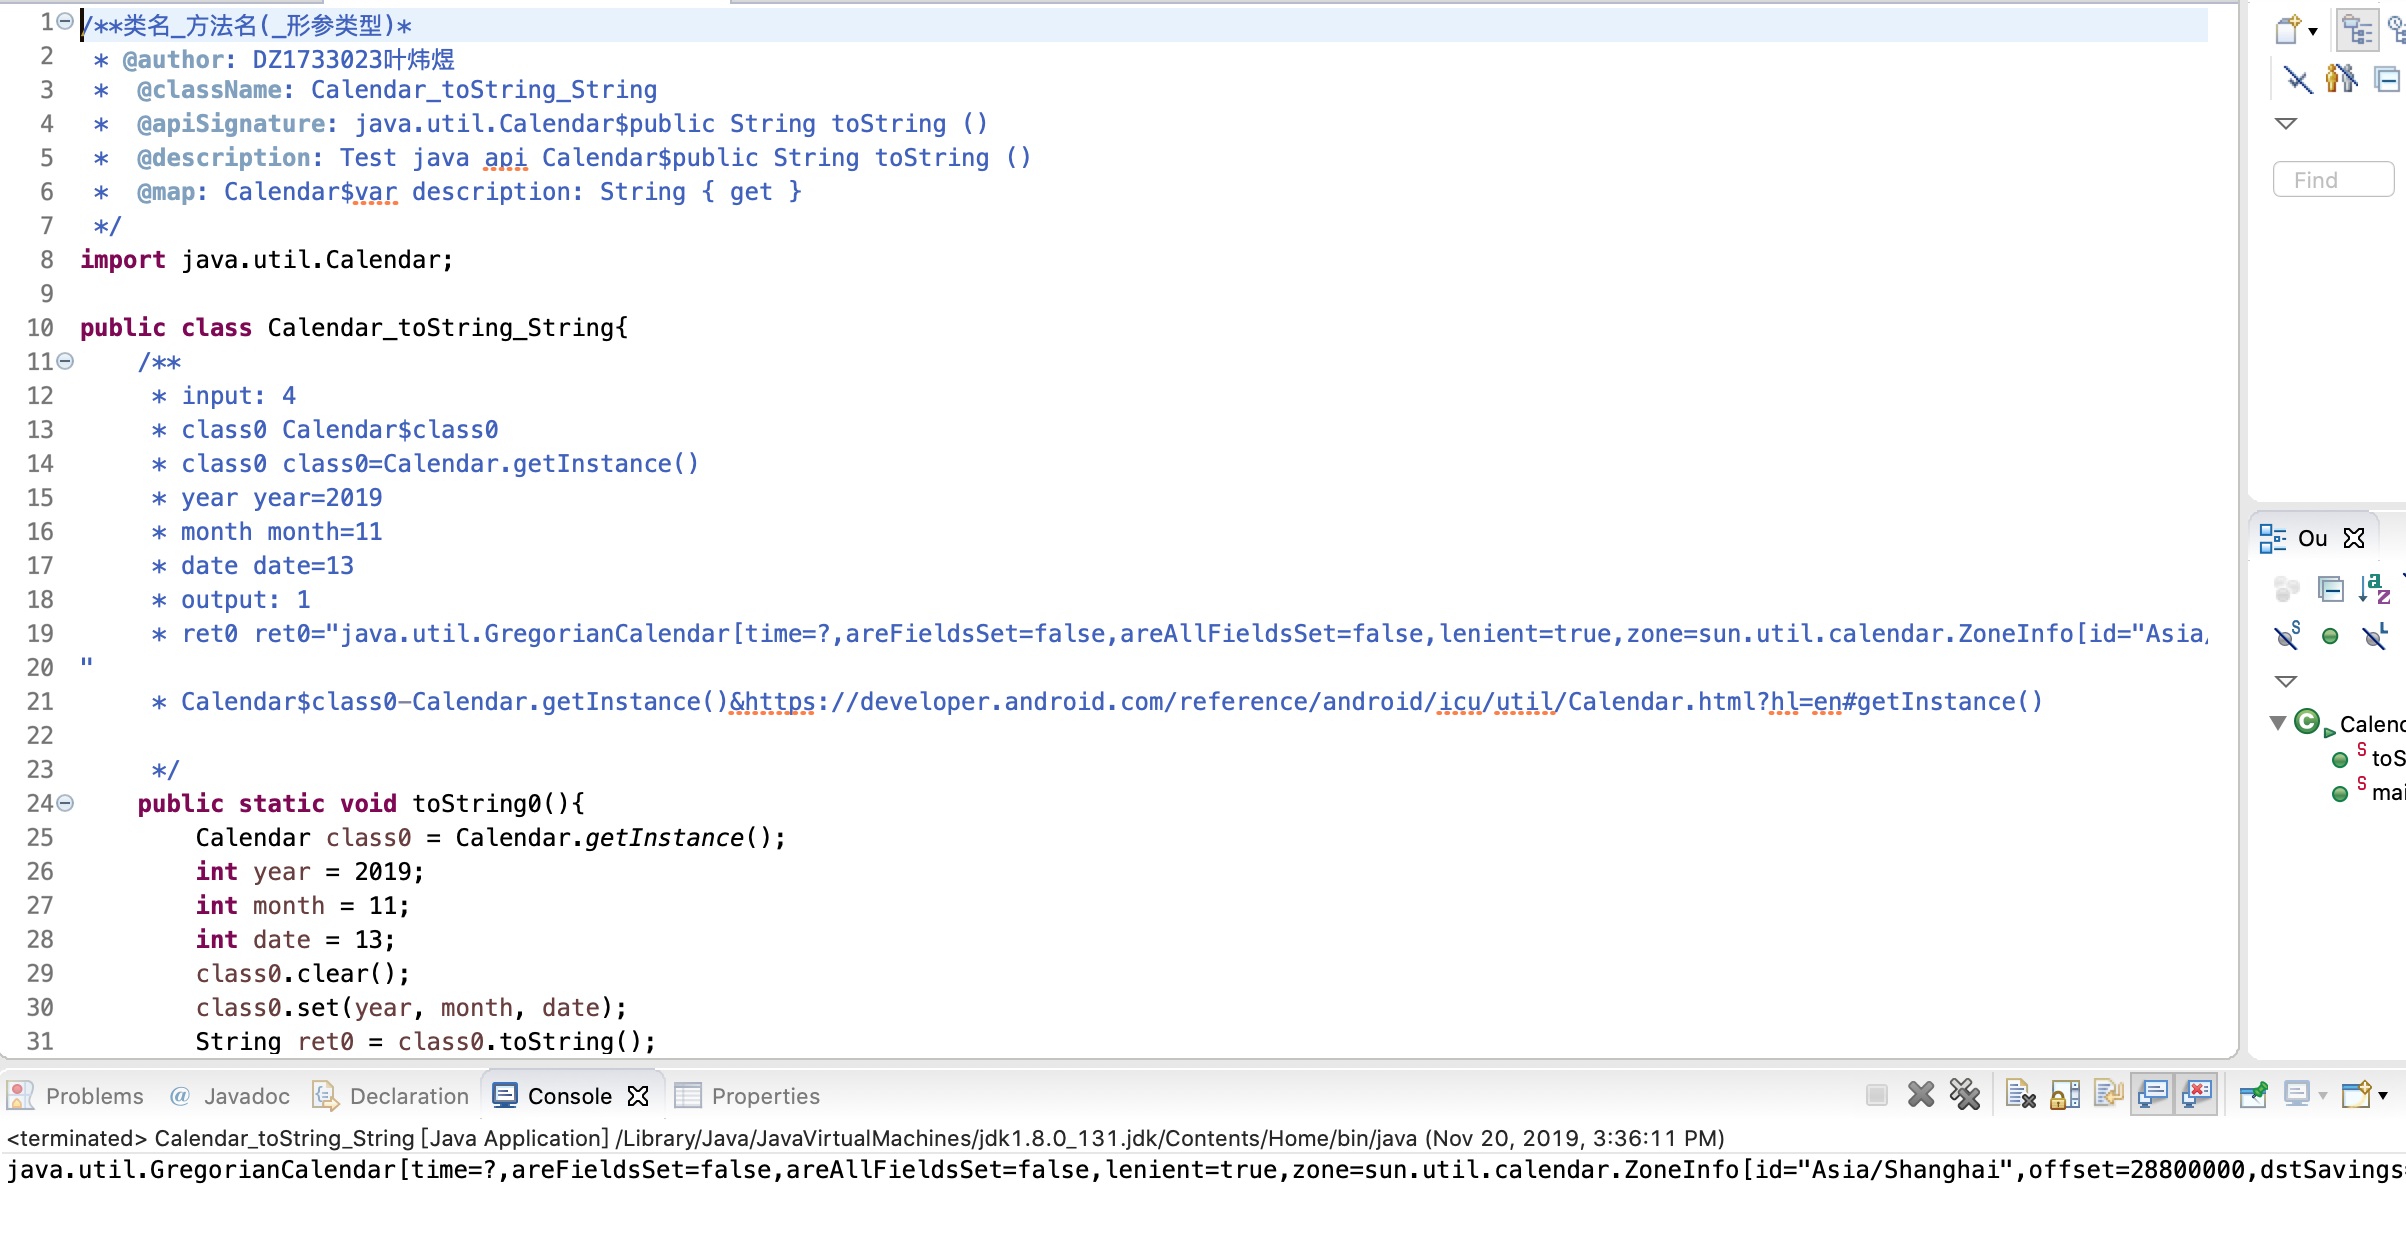 1 /**类名_方法名(_形参类型)*
2 * @author: DZ1733023叶炜煜
3 * @className: Calendar_toString_String
4 * @apiSignature: java.util.Calendar$public String toString ()
5 * @description: Test java api Calendar$public String toString ()
6 * @map: Calendar$var description: String { get }
7 */
8 import java.util.Calendar;
9
10 public class Calendar_toString_String{
11 /**
12 * input: 4
13 * class0 Calendar$class0
14 * class0 class0=Calendar.getInstance()
15 * year year=2019
16 * month month=11
17 * date date=13
18 * output: 1
19 * ret0 ret0="java.util.GregorianCalendar[time=?,areFieldsSet=false,areAllFieldsSet=false,lenient=true,zone=sun.util.calendar.ZoneInfo[id="Asia/
20 "
21 * Calendar$class0-Calendar.getInstance()&https://developer.android.com/reference/android/icu/util/Calendar.html?hl=en#getInstance()
22
23 */
24 public static void toString0(){
25 Calendar class0 = Calendar.getInstance();
26 int year = 2019;
27 int month = 11;
28 int date = 13;
29 class0.clear();
30 class0.set(year, month, date);
31 String ret0 = class0.toString();
Find
Ou
Calenc
toS
mai
Problems @ Javadoc Declaration Console Properties
<terminated> Calendar_toString_String [Java Application] /Library/Java/JavaVirtualMachines/jdk1.8.0_131.jdk/Contents/Home/bin/java (Nov 20, 2019, 3:36:11 PM)
java.util.GregorianCalendar[time=?,areFieldsSet=false,areAllFieldsSet=false,lenient=true,zone=sun.util.calendar.ZoneInfo[id="Asia/Shanghai",offset=28800000,dstSavings